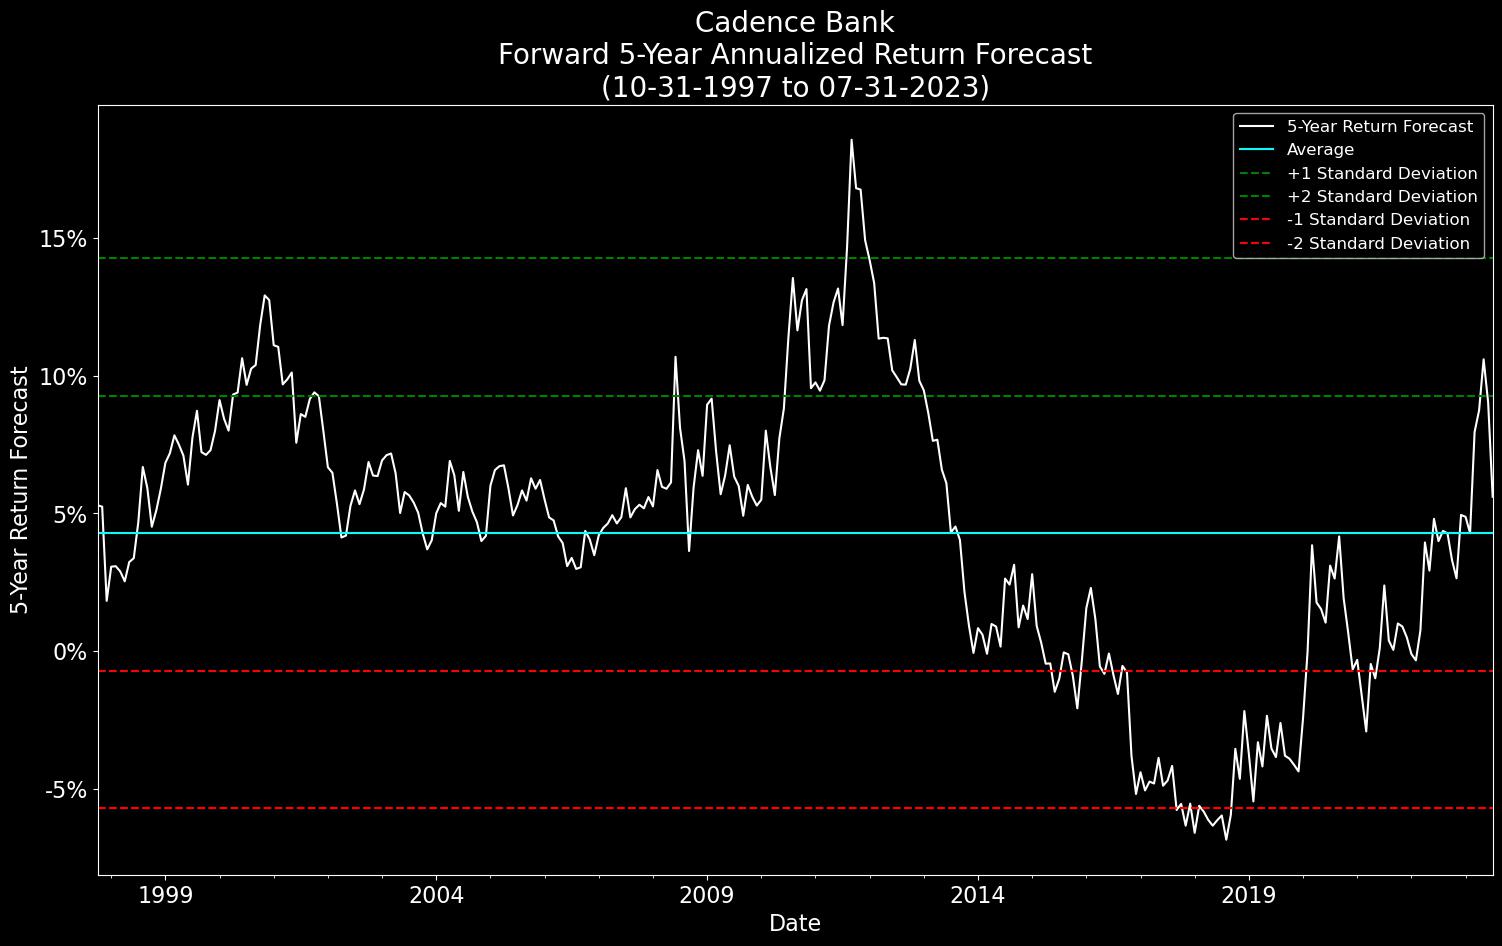 Cadence Bank
Forward 5-Year Annualized Return Forecast
(10-31-1997 to 07-31-2023)
5-Year Return Forecast
Average
+1 Standard Deviation
+2 Standard Deviation
-1 Standard Deviation
-2 Standard Deviation
5-Year Return Forecast
15%
10%
5%
0%
-5%
1999
2004
2009
2014
2019
Date